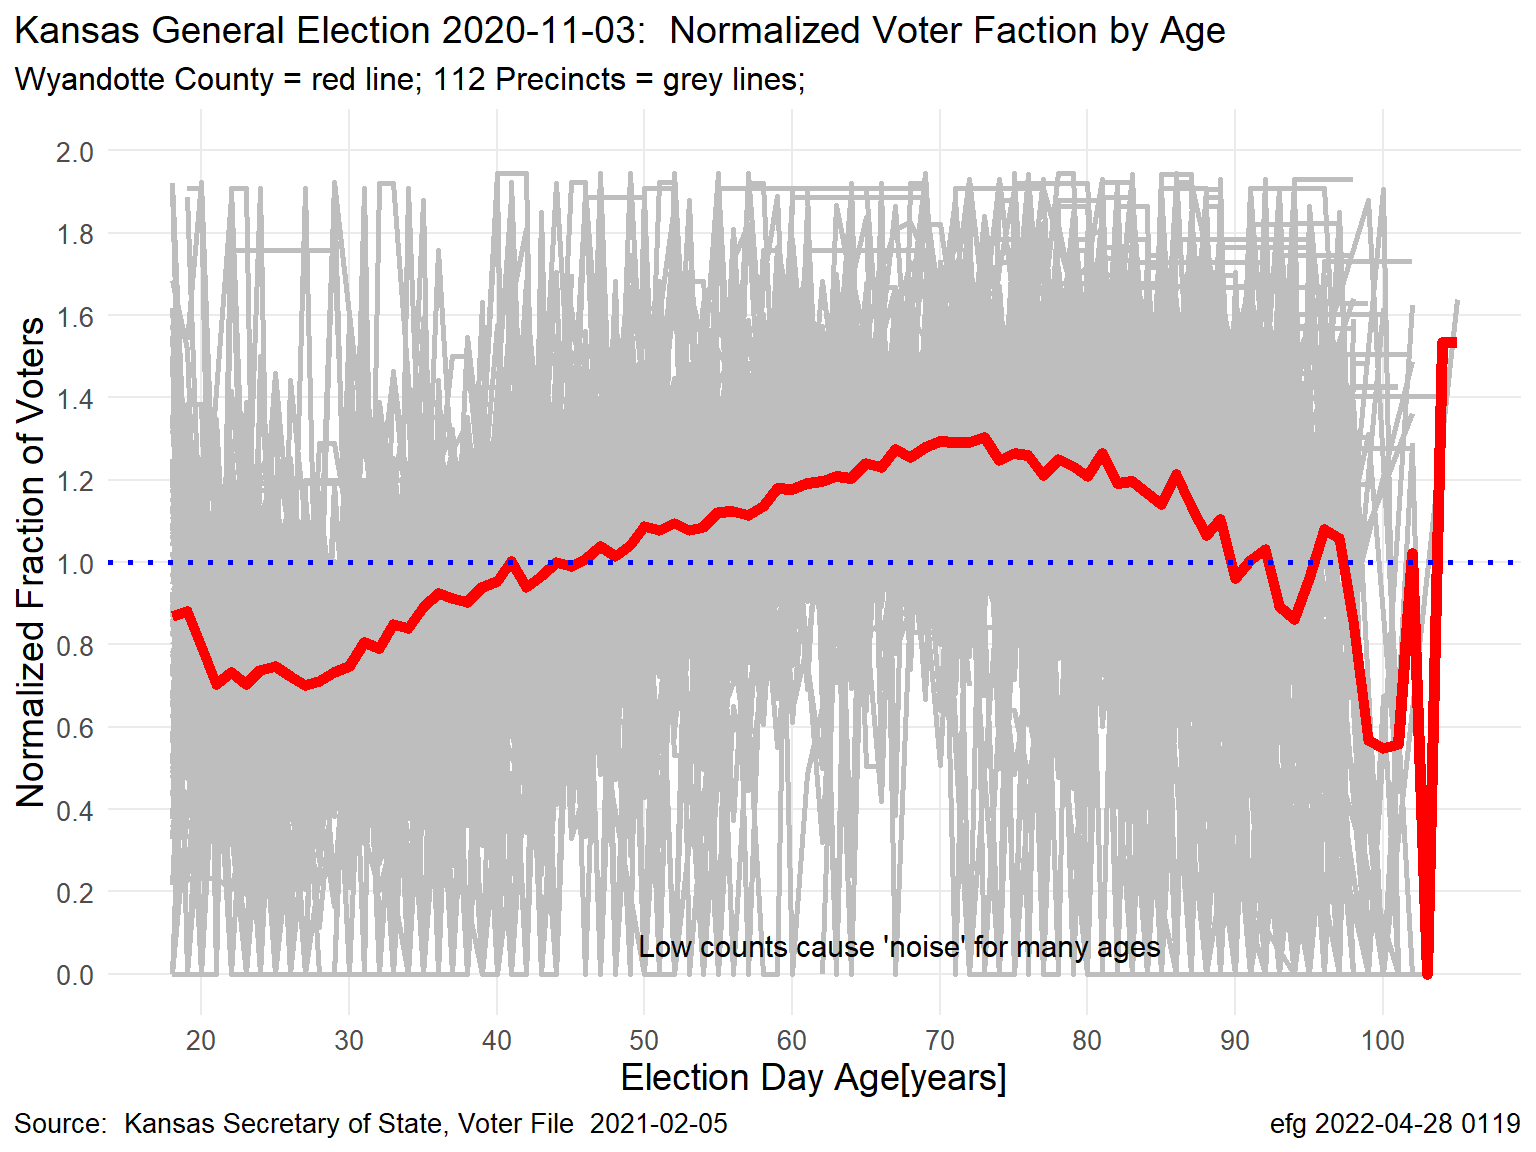 Kansas General Election 2020-11-03:  Normalized Voter Faction by Age
Wyandotte County = red line; 112 Precincts = grey lines;
Normalized Fraction of Voters
2.0
1.8
1.6
1.4
1.2
1.0
0.8
0.6
0.4
0.2
0.0
Low counts cause 'noise' for many ages
20 30 40 50 60 70 80 90 100
Election Day Age[years]
Source:  Kansas Secretary of State, Voter File  2021-02-05
efg 2022-04-28 0119